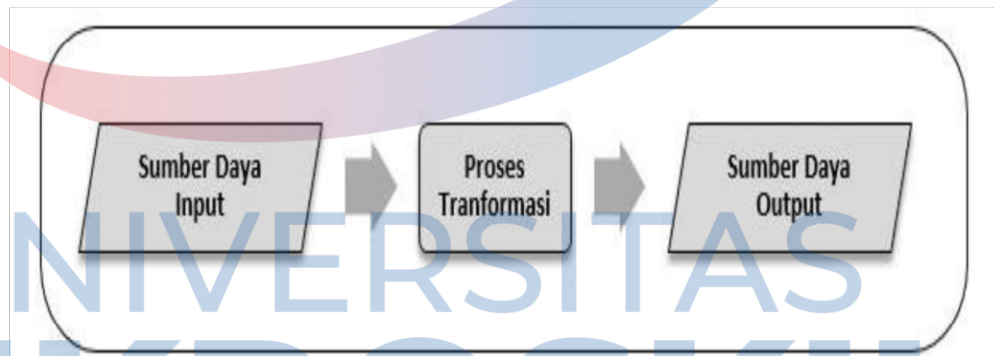 Sumber Daya
Input
Proses
Tranformasi
Sumber Daya
Output
NIVERSITAS